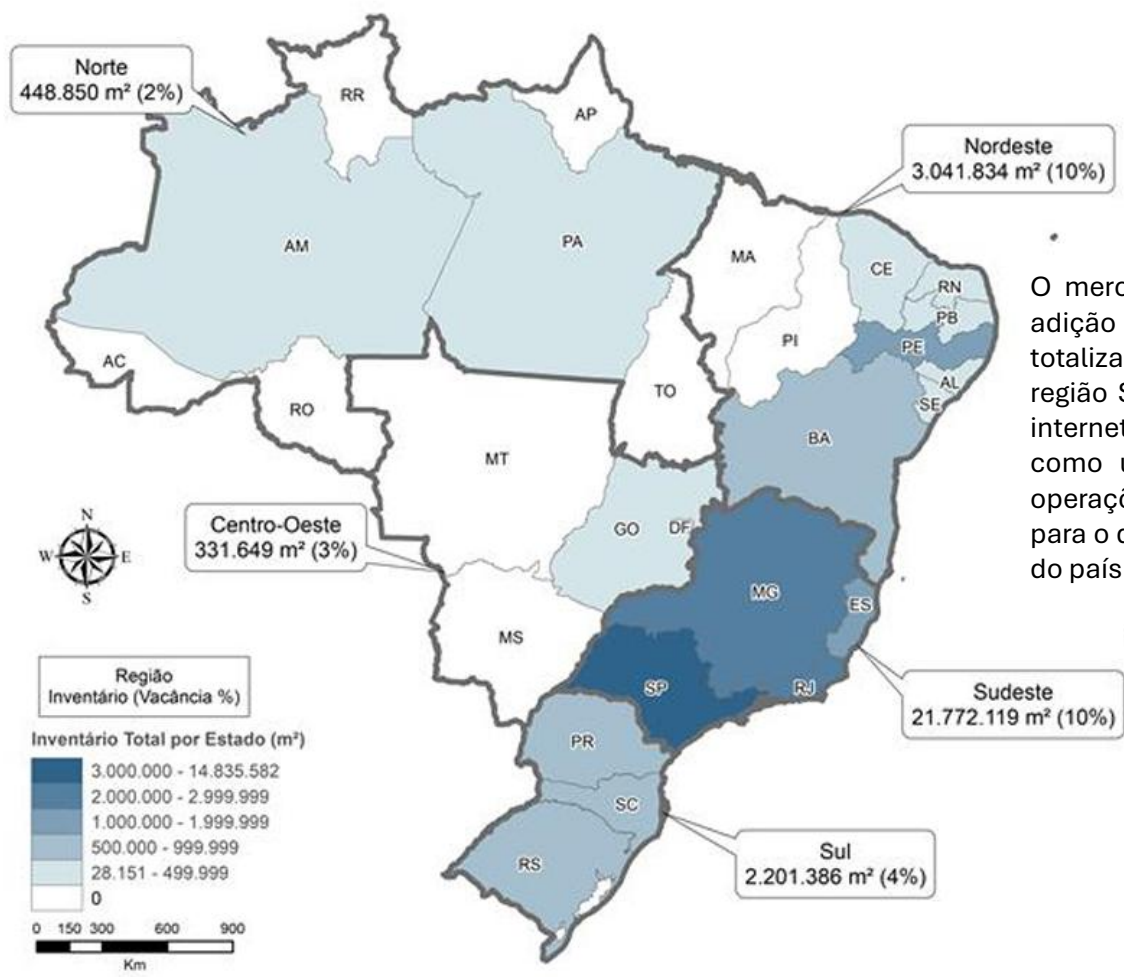 Norte
448.850 m² (2%)
RR
AP
Nordeste
3.041.834 m² (10%)
AM
PA
MA
CE
RN
PB
PI
PE
AL
SE
AC
TO
RO
BA
MT
O
adição
totaliza
região
internet
como
operaçõ
para o
do país
Centro-Oeste
331.649 m² (3%)
GO
DF
N
W
E
S
MG
ES
MS
SP
RJ
Sudeste
21.772.119 m² (10%)
Região
Inventário (Vacância %)
PR
Inventário Total por Estado (m²)
3.000.000 - 14.835.582
2.000.000 - 2.999.999
1.000.000 - 1.999.999
500.000 - 999.999
28.151 - 499.999
0
SC
RS
Sul
2.201.386 m² (4%)
0 150 300 600 900
Km